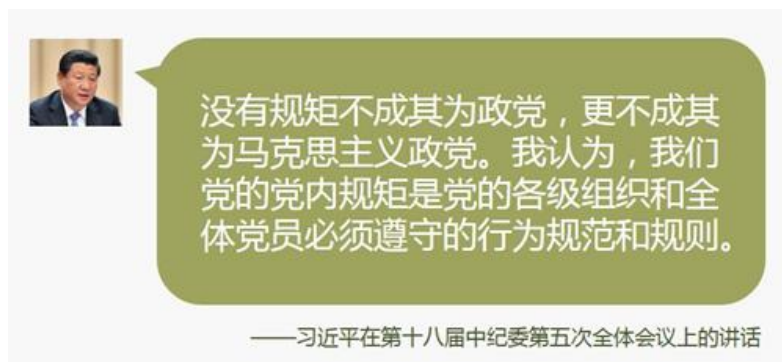 没有规矩不成其为政党，更不成其
为马克思主义政党。我认为，我们
党的党内规矩是党的各级组织和全
体党员必须遵守的行为规范和规则。
——习近平在第十八届中纪委第五次全体会议上的讲话